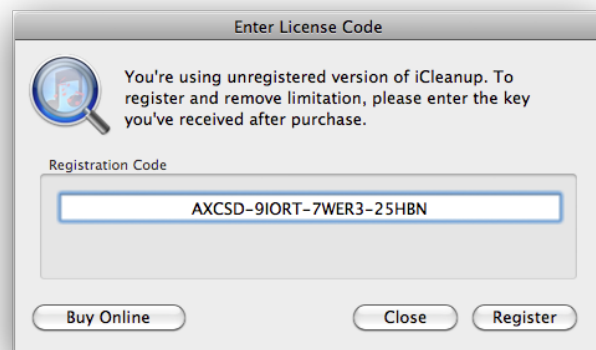 Enter License Code
You're using unregistered version of iCleanup. To
register and remove limitation, please enter the key
you've received after purchase.
Registration Code
AXCSD-9IORT-7WER3-25HBN
Buy Online
Close
Register